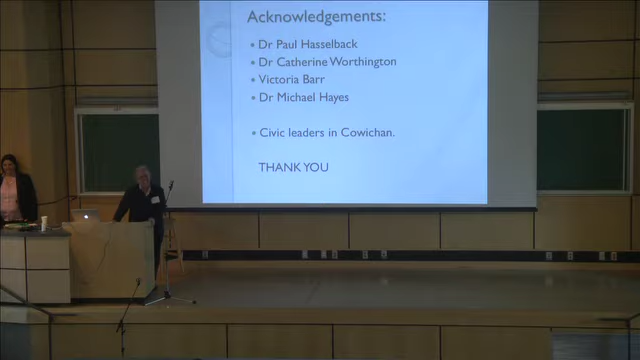 Acknowledgements:
• Dr Paul Hasselback
• Dr Catherine Worthington
• Victoria Barr
• Dr Michael Hayes
• Civic leaders in Cowichan.
THANK YOU